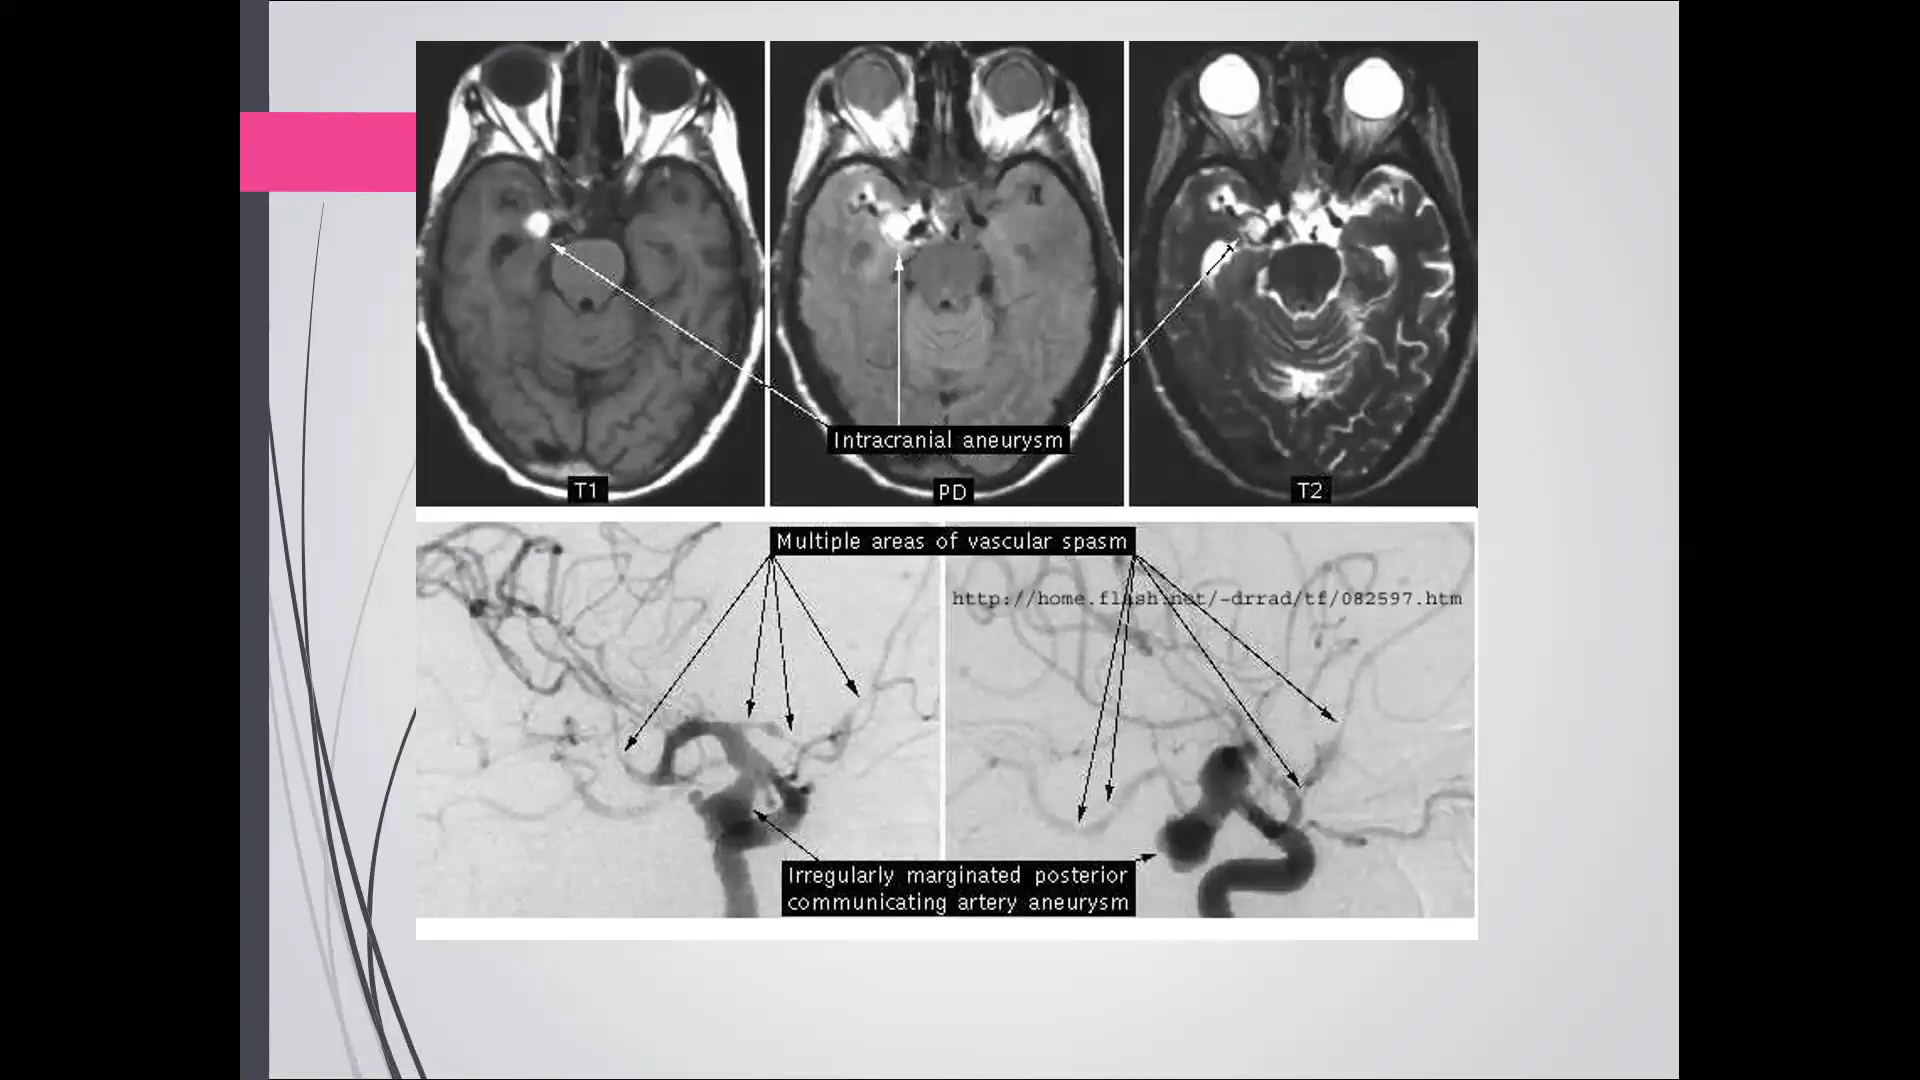 Intracranial aneurysm
T1
PD
T2
Multiple areas of vascular spasm
http://home.flash.net/~drrad/tf/082597.htm
Irregularly marginated posterior
communicating artery aneurysm